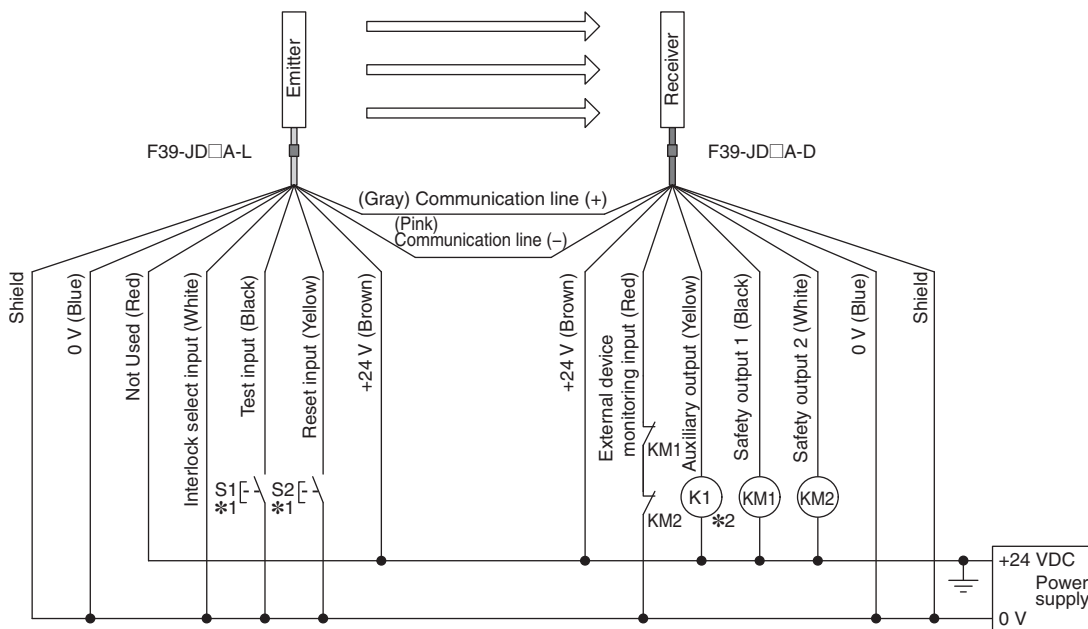 Emitter
Receiver
F39-JD□A-L
F39-JD□A-D
(Gray) Communication line (+)
(Pink)
Communication line (–)
Shield
0 V (Blue)
Not Used (Red)
Interlock select input (White)
Test input (Black)
Reset input (Yellow)
+24 V (Brown)
+24 V (Brown)
External device
monitoring input (Red)
Auxiliary output (Yellow)
Safety output 1 (Black)
Safety output 2 (White)
0 V (Blue)
Shield
KM1
S1
*1
S2
*1
KM2
K1
*2
KM1
KM2
+24 VDC
Power
supply
0 V